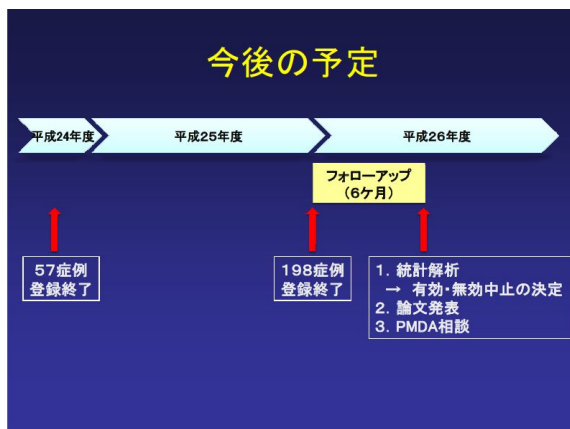 今後の予定
平成24年度
平成25年度
平成26年度
フォローアップ
(6ケ月)
57症例
登録終了
198症例
登録終了
1. 統計解析
→ 有効・無効中止の決定
2. 論文発表
3. PMDA相談